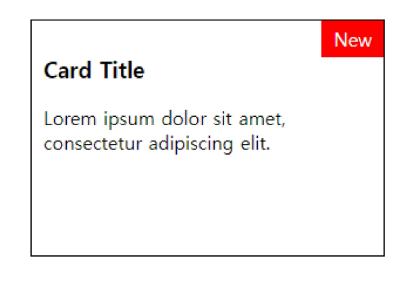 New
Card Title
Lorem ipsum dolor sit amet,
consectetur adipiscing elit.